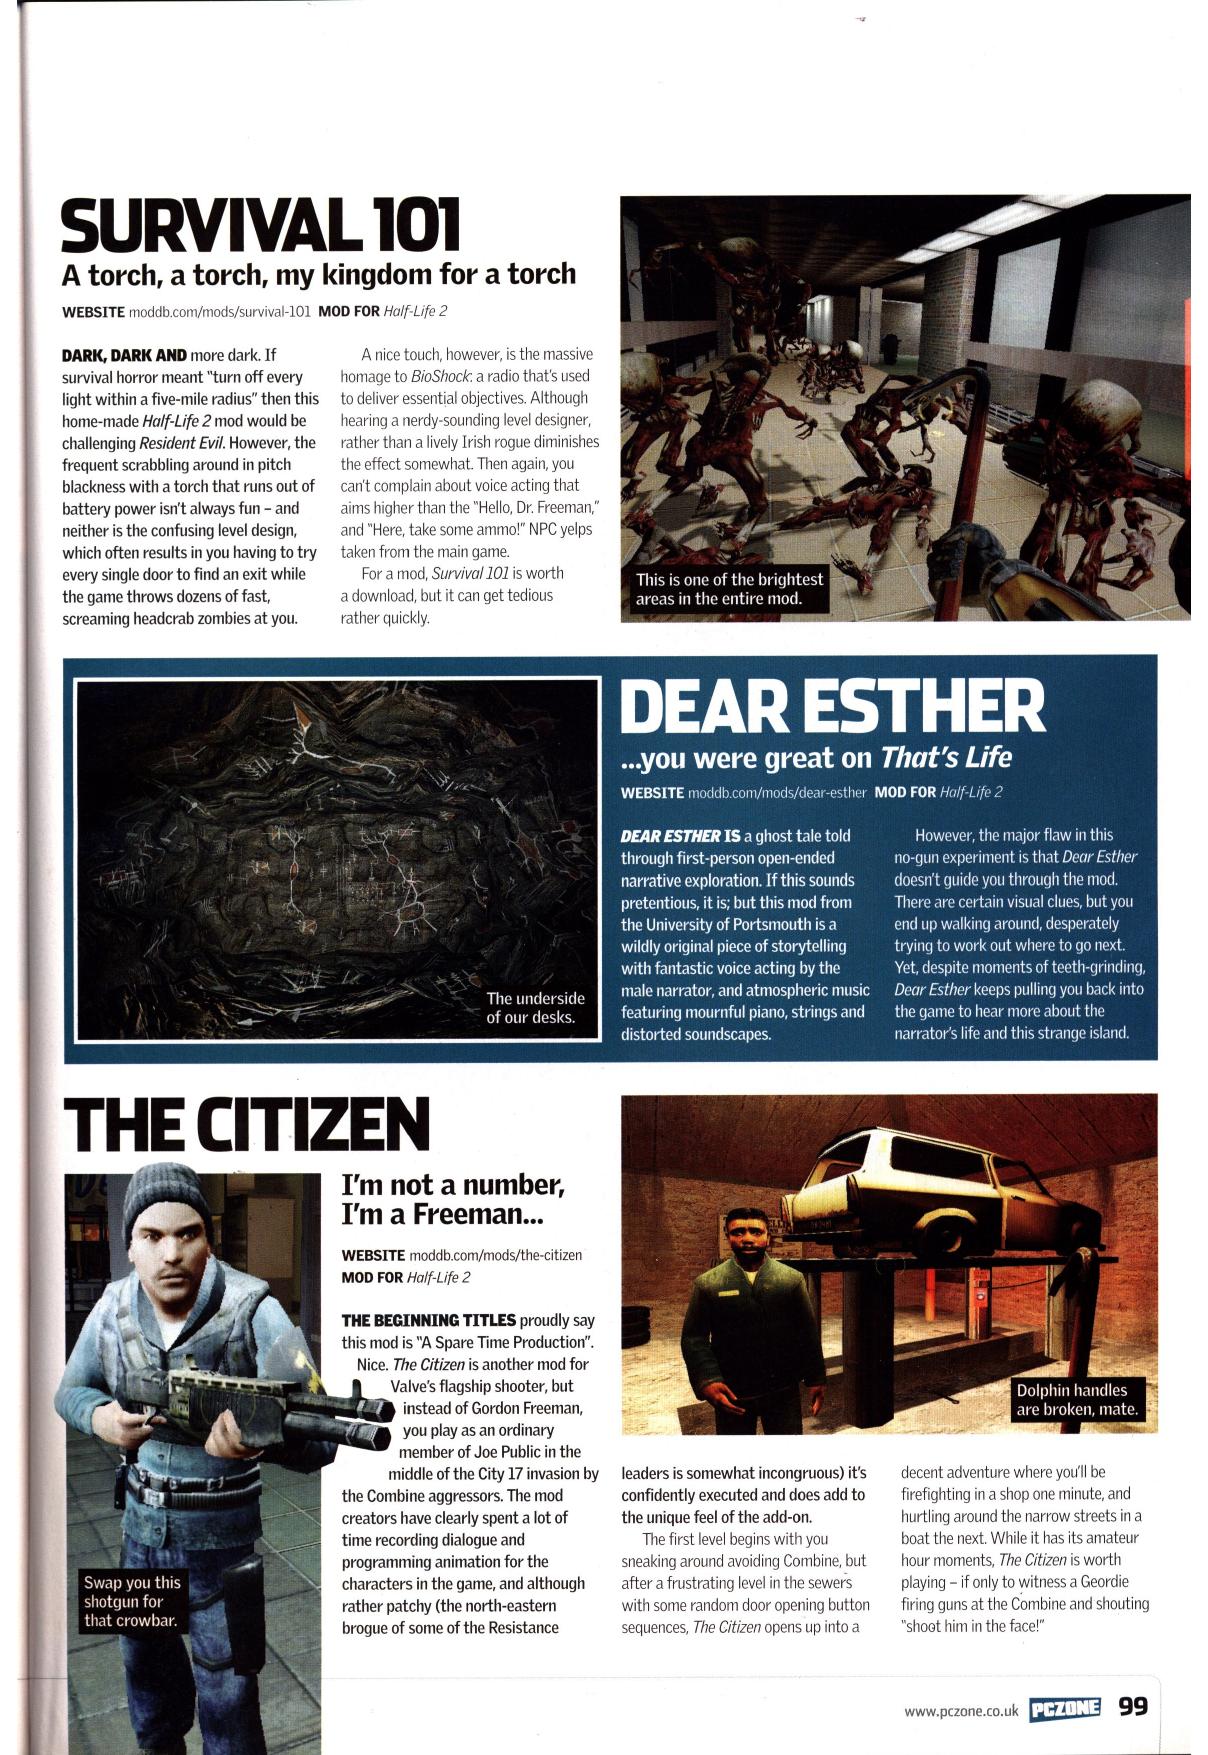 SURVIVAL 101
A torch, a torch, my kingdom for a torch
WEBSITE moddb.com/mods/survival-101 MOD FOR Half-Life 2
DARK, DARK AND more dark. If
survival horror meant "turn off every
light within a five-mile radius" then this
home-made Half-Life 2 mod would be
challenging Resident Evil. However, the
frequent scrabbling around in pitch
blackness with a torch that runs out of
battery power isn't always fun – and
neither is the confusing level design,
which often results in you having to try
every single door to find an exit while
the game throws dozens of fast,
screaming headcrab zombies at you.
A nice touch, however, is the massive
homage to BioShock: a radio that's used
to deliver essential objectives. Although
hearing a nerdy-sounding level designer,
rather than a lively Irish rogue diminishes
the effect somewhat. Then again, you
can't complain about voice acting that
aims higher than the "Hello, Dr. Freeman,"
and "Here, take some ammo!" NPC yelps
taken from the main game.
For a mod, Survival 101 is worth
a download, but it can get tedious
rather quickly.
This is one of the brightest
areas in the entire mod.
The underside
of our desks.
DEAR ESTHER
...you were great on That's Life
WEBSITE moddb.com/mods/dear-esther MOD FOR Half-Life 2
DEAR ESTHER IS a ghost tale told
through first-person open-ended
narrative exploration. If this sounds
pretentious, it is; but this mod from
the University of Portsmouth is a
wildly original piece of storytelling
with fantastic voice acting by the
male narrator, and atmospheric music
featuring mournful piano, strings and
distorted soundscapes.
However, the major flaw in this
no-gun experiment is that Dear Esther
doesn't guide you through the mod.
There are certain visual clues, but you
end up walking around, desperately
trying to work out where to go next.
Yet, despite moments of teeth-grinding,
Dear Esther keeps pulling you back into
the game to hear more about the
narrator's life and this strange island.
THE CITIZEN
I'm not a number,
I'm a Freeman...
WEBSITE moddb.com/mods/the-citizen
MOD FOR Half-Life 2
THE BEGINNING TITLES proudly say
this mod is "A Spare Time Production".
Nice. The Citizen is another mod for
Valve's flagship shooter, but
instead of Gordon Freeman,
you play as an ordinary
member of Joe Public in the
middle of the City 17 invasion by
the Combine aggressors. The mod
creators have clearly spent a lot of
time recording dialogue and
programming animation for the
characters in the game, and although
rather patchy (the north-eastern
brogue of some of the Resistance
Swap you this
shotgun for
that crowbar.
Dolphin handles
are broken, mate.
leaders is somewhat incongruous) it's
confidently executed and does add to
the unique feel of the add-on.
The first level begins with you
sneaking around avoiding Combine, but
after a frustrating level in the sewers
with some random door opening button
sequences, The Citizen opens up into a
decent adventure where you'll be
firefighting in a shop one minute, and
hurtling around the narrow streets in a
boat the next. While it has its amateur
hour moments, The Citizen is worth
playing – if only to witness a Geordie
firing guns at the Combine and shouting
"shoot him in the face!"
www.pczone.co.uk PCZONE 99